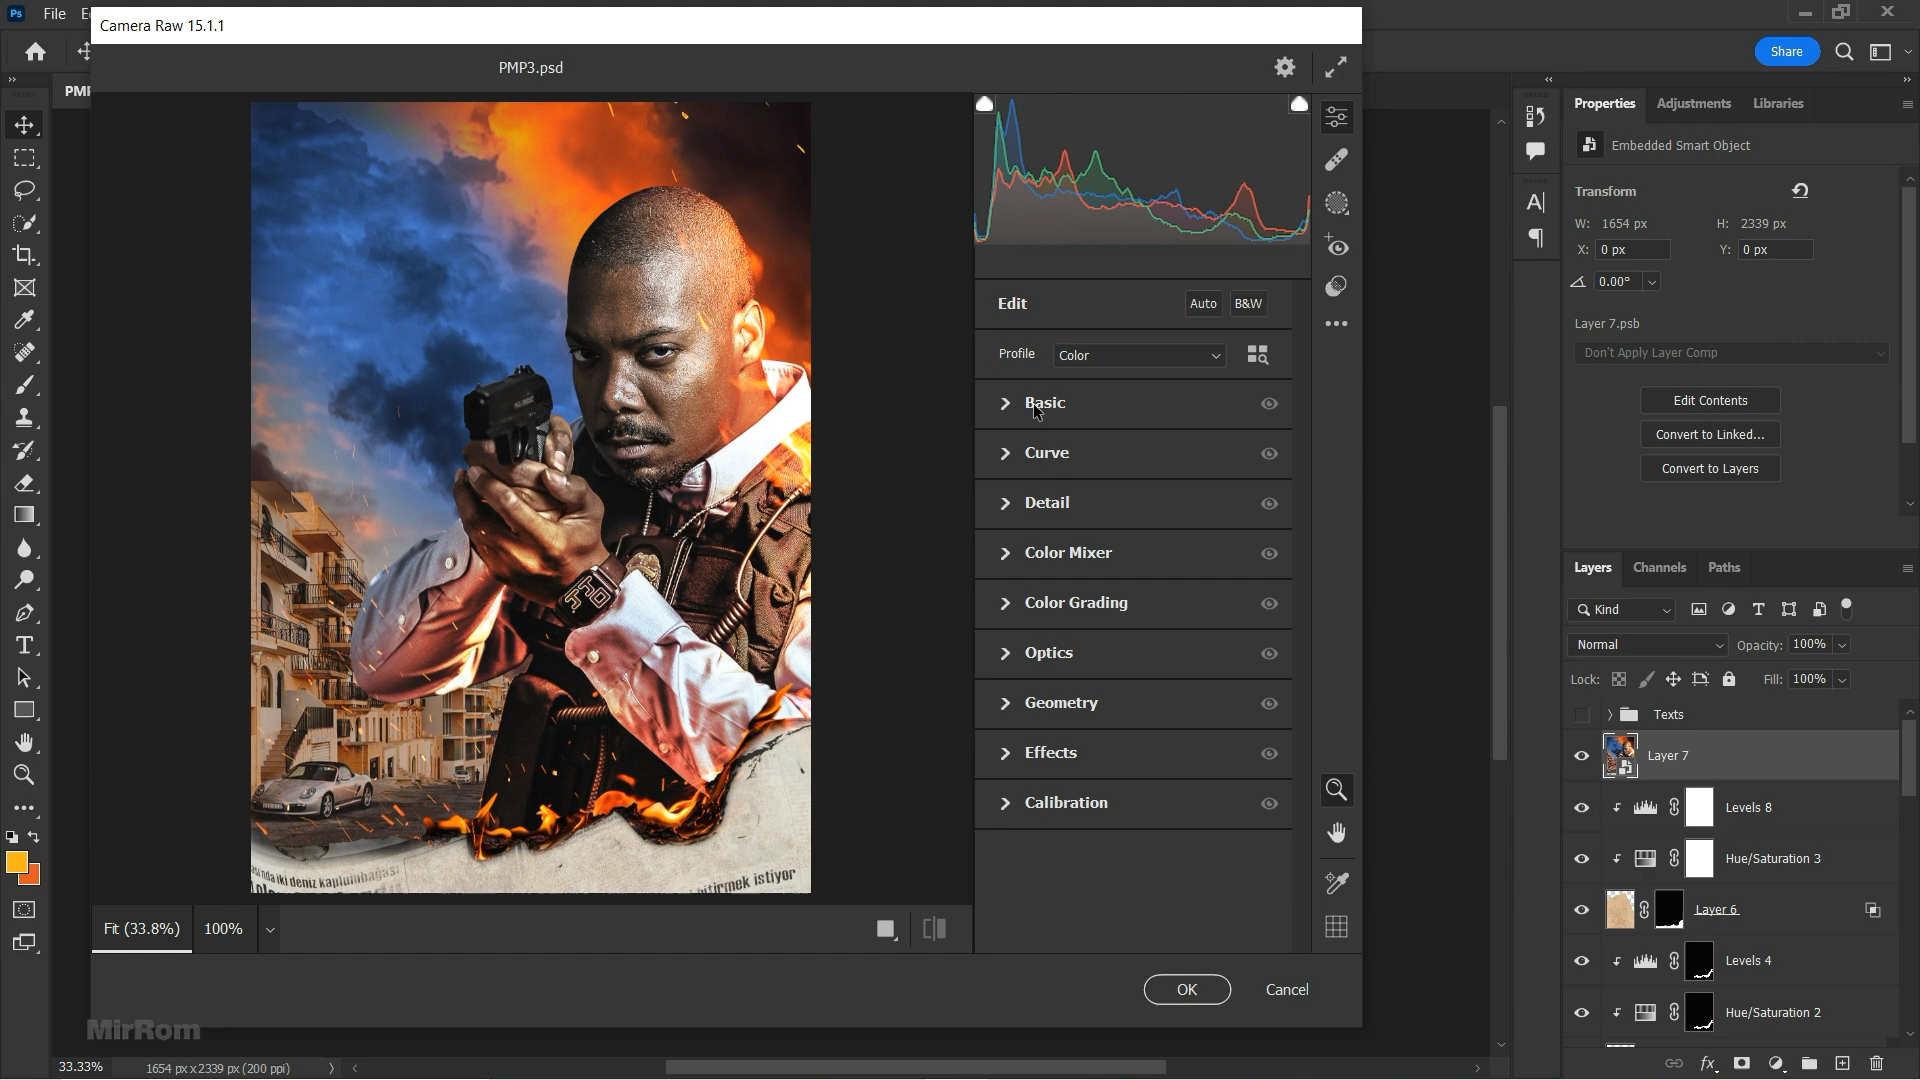 Ps File
Camera Raw 15.1.1
PMP3.psd
Share
Properties Adjustments Libraries
Embedded Smart Object
Transform
W: 1654 px H: 2339 px
X: 0 px Y: 0 px
0.00°
Layer 7.psb
Don't Apply Layer Comp
Edit Contents
Convert to Linked...
Convert to Layers
Edit Auto B&W
Profile Color
Basic
Curve
Detail
Color Mixer
Color Grading
Optics
Geometry
Effects
Calibration
Layers Channels Paths
Kind
Normal Opacity: 100%
Lock: Fill: 100%
Texts
Layer 7
Levels 8
Hue/Saturation 3
Layer 6
Levels 4
Hue/Saturation 2
iki deniz kaplumbağası
bitirmek istiyor
Fit (33.8%) 100%
OK Cancel
MirRom
33.33% 1654 px x 2339 px (200 ppi)